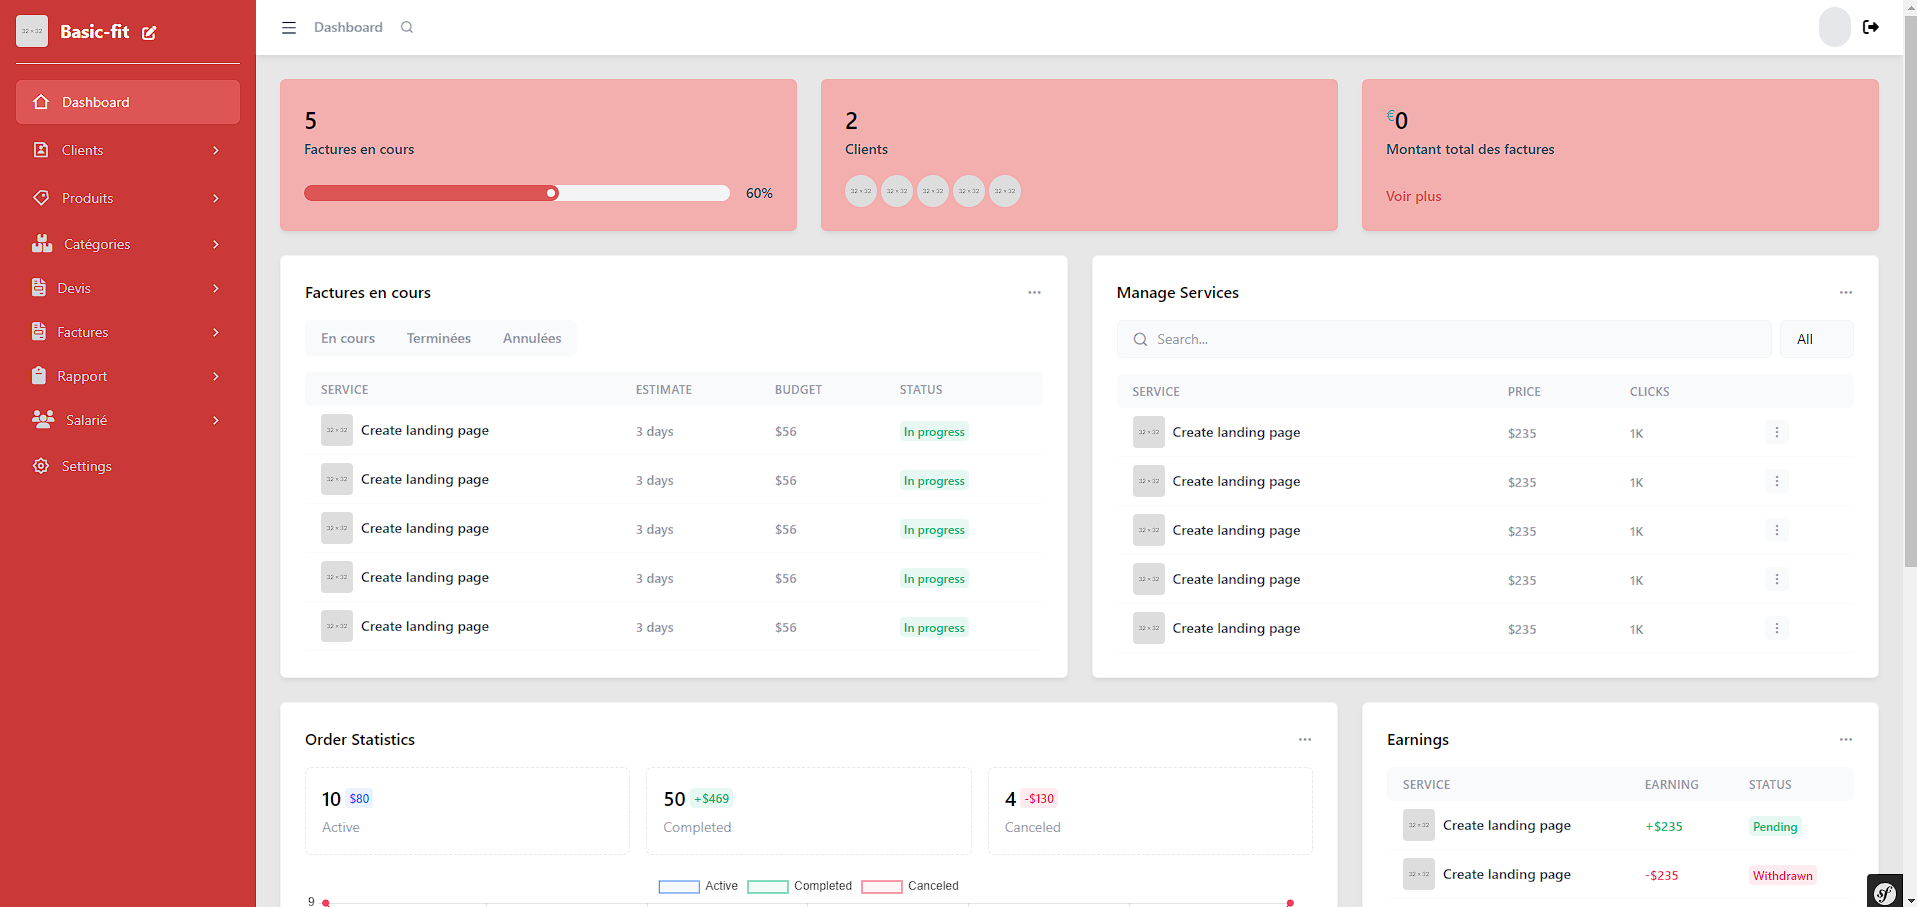 32 × 32
Basic-fit
Dashboard
Dashboard
Clients
Produits
Catégories
Devis
Factures
Rapport
Salarié
Settings
5
Factures en cours
60%
2
Clients
32 × 32 32 × 32 32 × 32 32 × 32 32 × 32
€0
Montant total des factures
Voir plus
Factures en cours
En cours Terminées Annulées
SERVICE ESTIMATE BUDGET STATUS
32 × 32 Create landing page 3 days $56 In progress
32 × 32 Create landing page 3 days $56 In progress
32 × 32 Create landing page 3 days $56 In progress
32 × 32 Create landing page 3 days $56 In progress
32 × 32 Create landing page 3 days $56 In progress
Manage Services
Search... All
SERVICE PRICE CLICKS
32 × 32 Create landing page $235 1K
32 × 32 Create landing page $235 1K
32 × 32 Create landing page $235 1K
32 × 32 Create landing page $235 1K
32 × 32 Create landing page $235 1K
Order Statistics
10 $80
Active
50 +$469
Completed
4 -$130
Canceled
Active Completed Canceled
9
Earnings
SERVICE EARNING STATUS
32 × 32 Create landing page +$235 Pending
32 × 32 Create landing page -$235 Withdrawn
sf